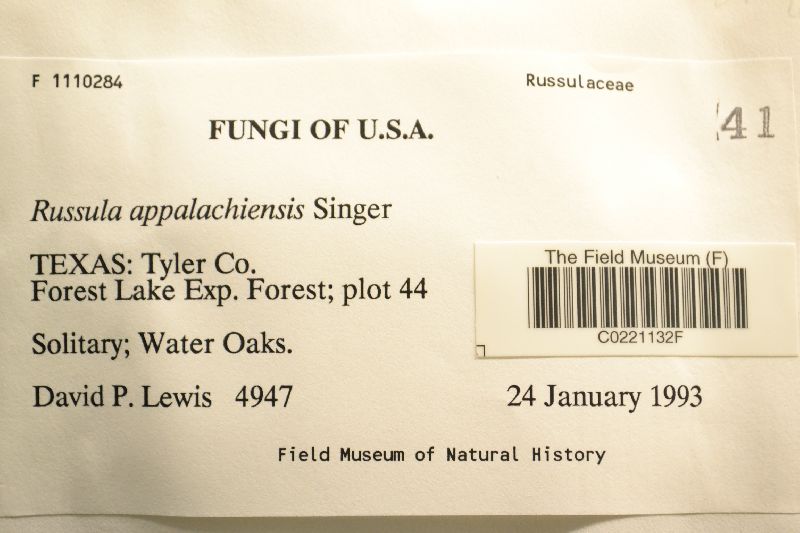 F 1110284
Russulaceae
FUNGI OF U.S.A.
41
Russula appalachiensis Singer
TEXAS: Tyler Co.
Forest Lake Exp. Forest; plot 44
The Field Museum (F)
C0221132F
Solitary; Water Oaks.
David P. Lewis 4947
24 January 1993
Field Museum of Natural History